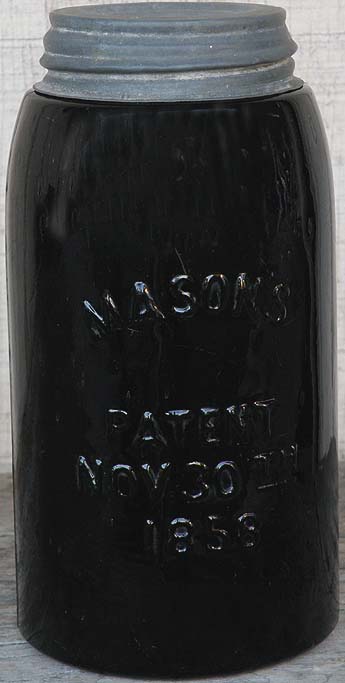 MASON'S
PATENT
NOV. 30TH
1858